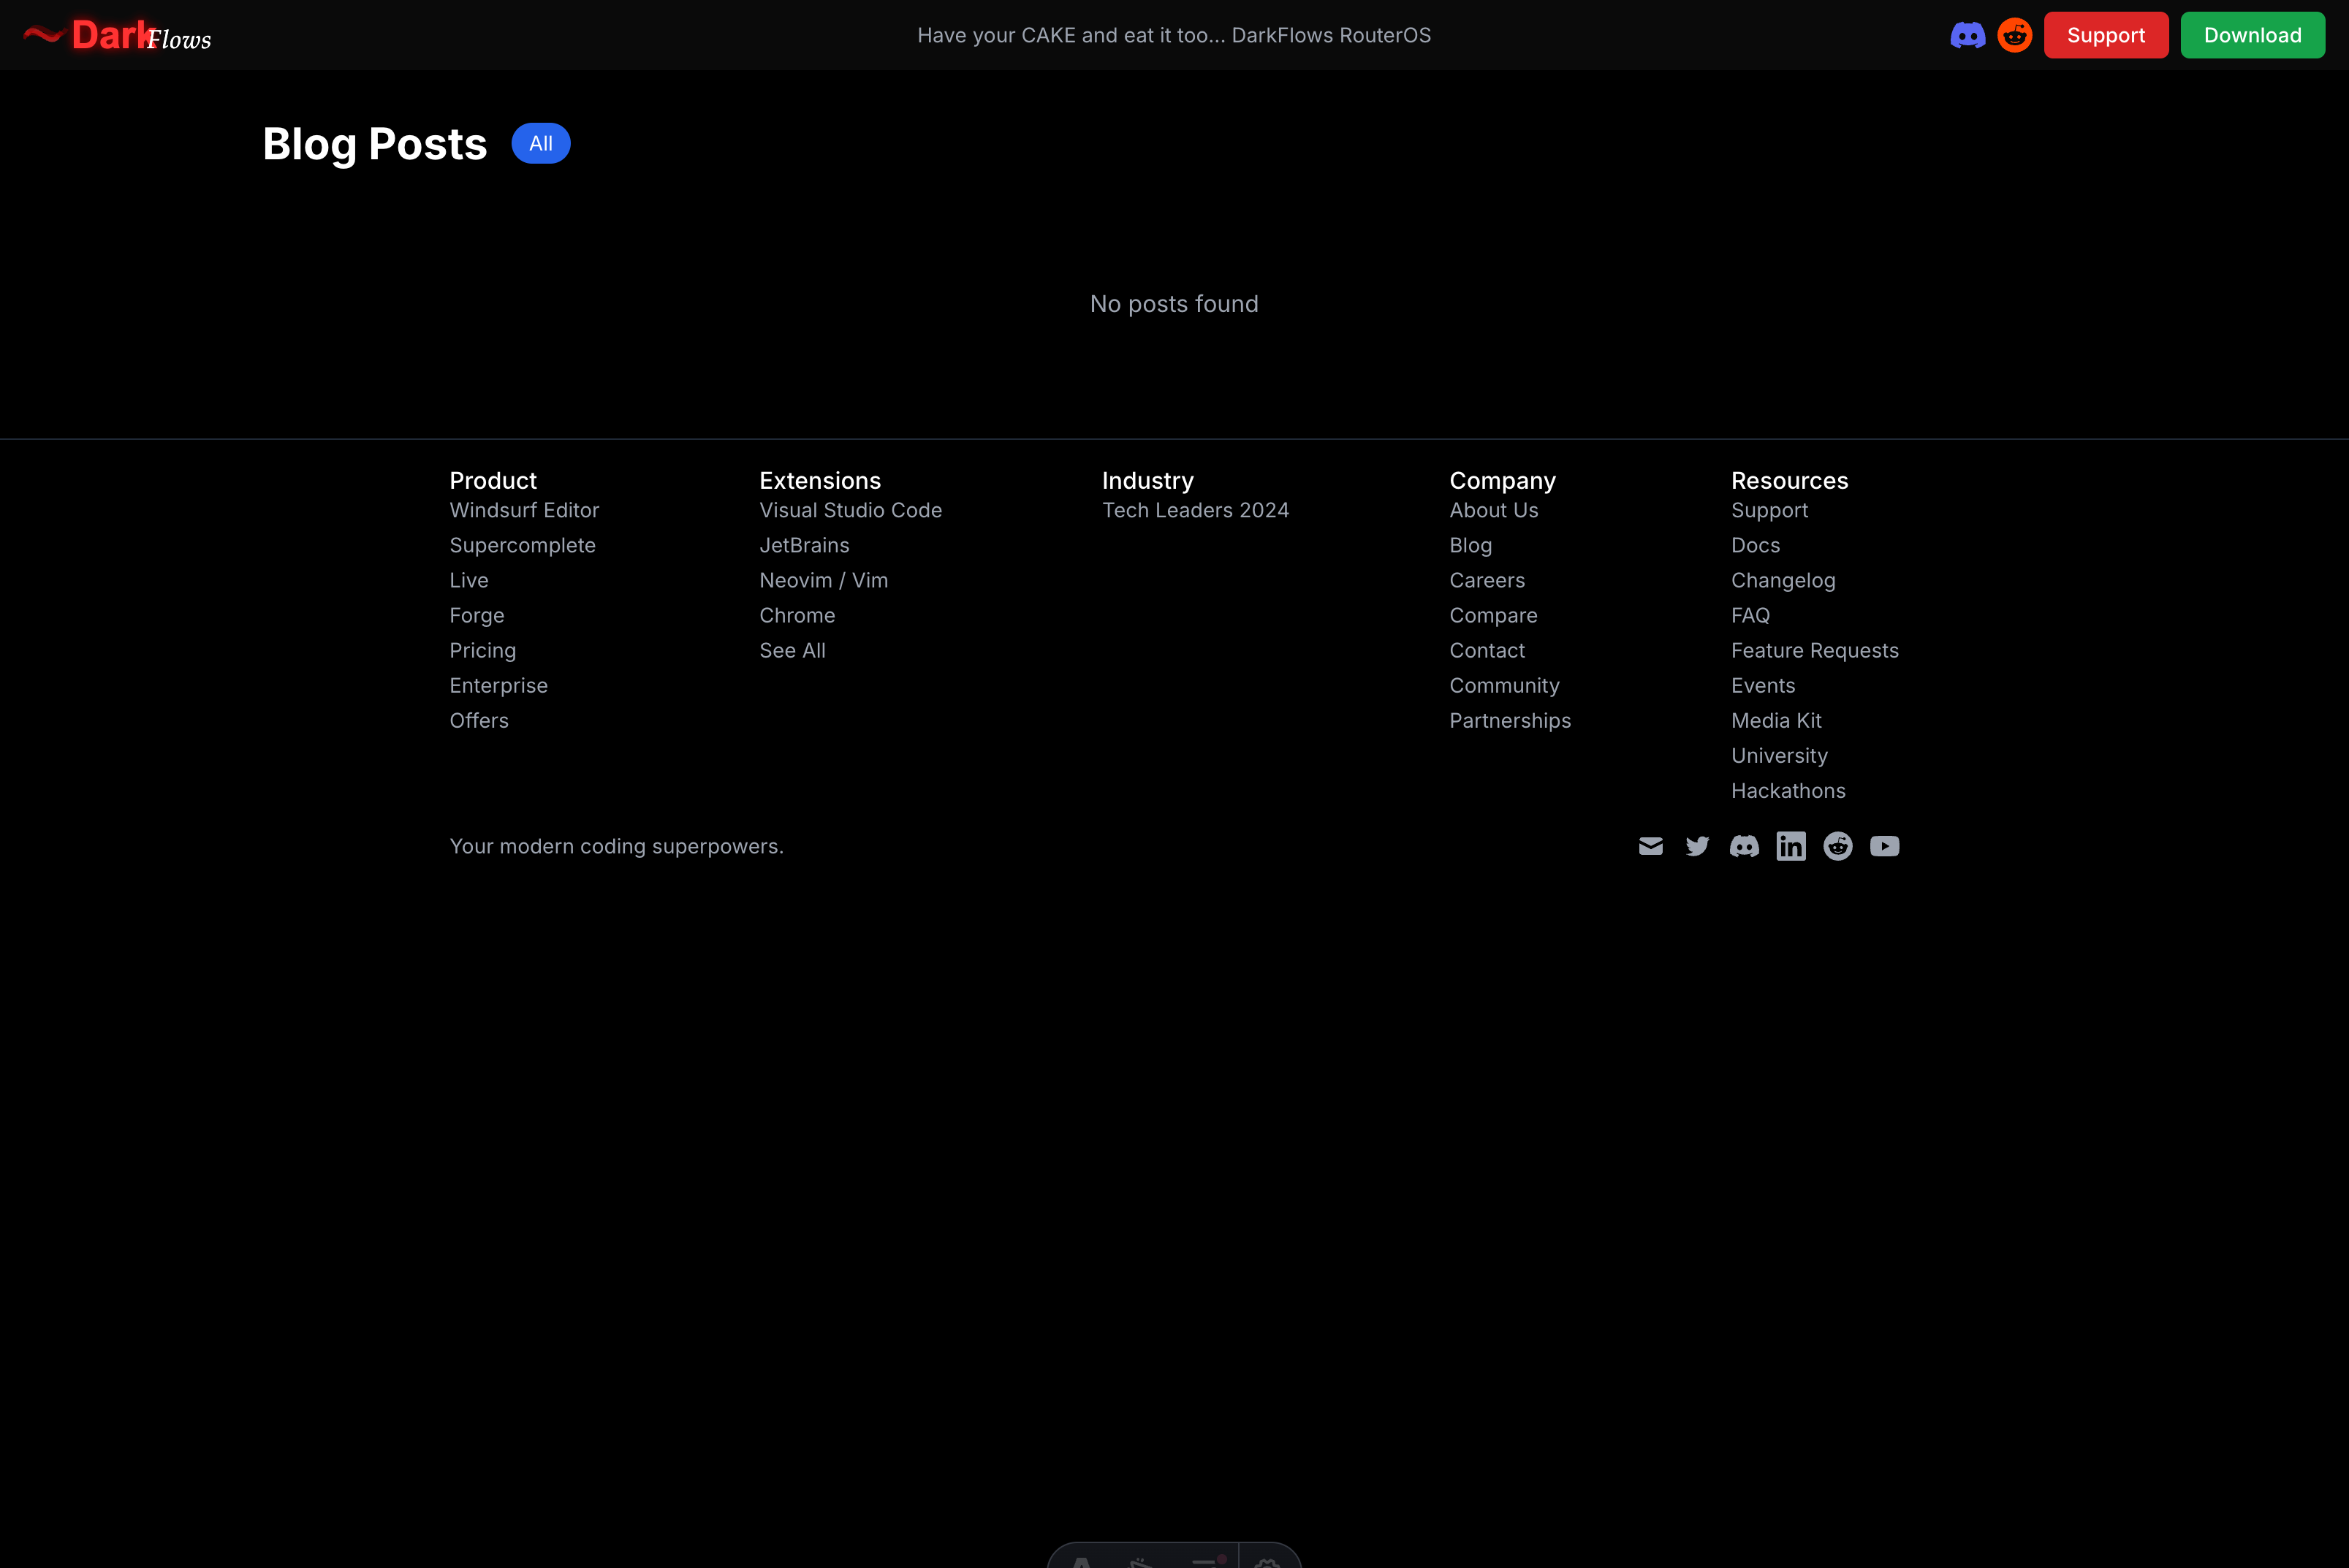 Dark Flows
Have your CAKE and eat it too... DarkFlows RouterOS
Support
Download
Blog Posts
All
No posts found
Product
Windsurf Editor
Supercomplete
Live
Forge
Pricing
Enterprise
Offers
Extensions
Visual Studio Code
JetBrains
Neovim / Vim
Chrome
See All
Industry
Tech Leaders 2024
Company
About Us
Blog
Careers
Compare
Contact
Community
Partnerships
Resources
Support
Docs
Changelog
FAQ
Feature Requests
Events
Media Kit
University
Hackathons
Your modern coding superpowers.
in